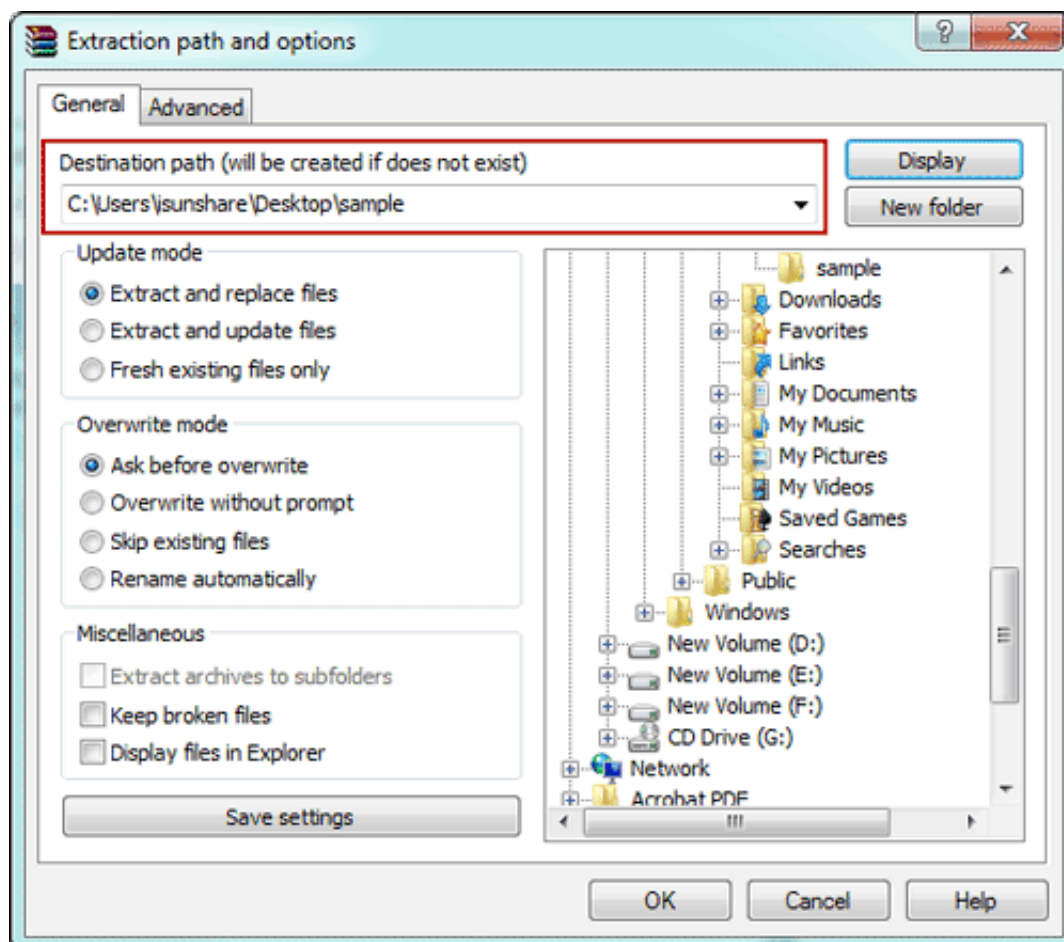 Extraction path and options
General
Advanced
Destination path (will be created if does not exist)
C:\Users\isunshare\Desktop\sample
Display
New folder
Update mode
Extract and replace files
Extract and update files
Fresh existing files only
Overwrite mode
Ask before overwrite
Overwrite without prompt
Skip existing files
Rename automatically
Miscellaneous
Extract archives to subfolders
Keep broken files
Display files in Explorer
Save settings
sample
Downloads
Favorites
Links
My Documents
My Music
My Pictures
My Videos
Saved Games
Searches
Public
Windows
New Volume (D:)
New Volume (E:)
New Volume (F:)
CD Drive (G:)
Network
Acrobat PDF
OK
Cancel
Help